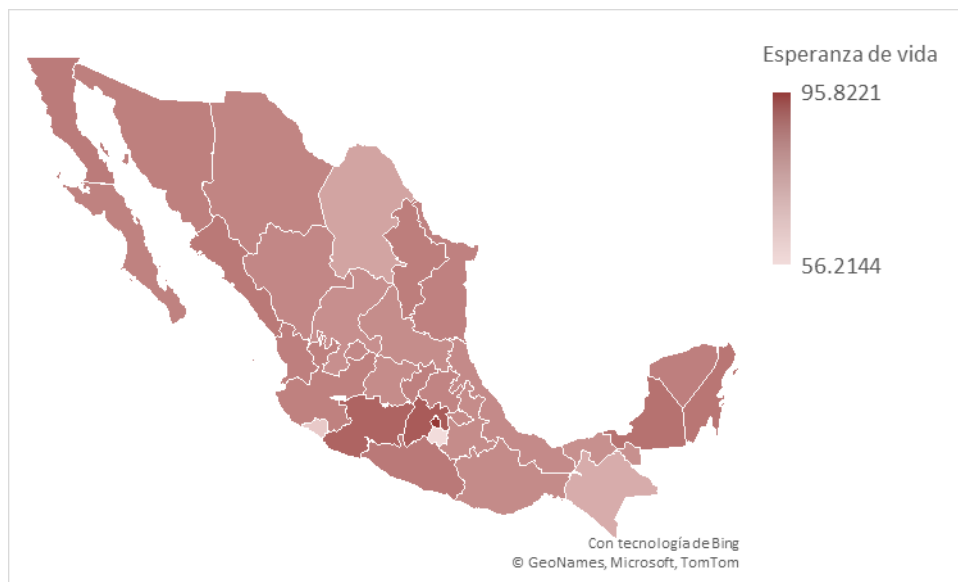 Esperanza de vida
95.8221
56.2144
Con tecnología de Bing
© GeoNames, Microsoft, TomTom